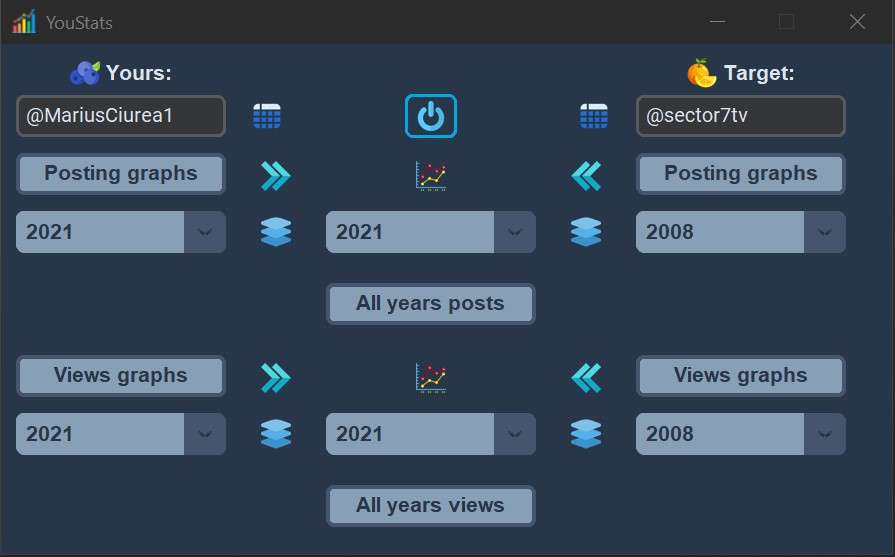 YouStats
Yours:
Target:
@MariusCiurea1
@sector7tv
Posting graphs
Posting graphs
2021
2021
2008
All years posts
Views graphs
Views graphs
2021
2021
2008
All years views